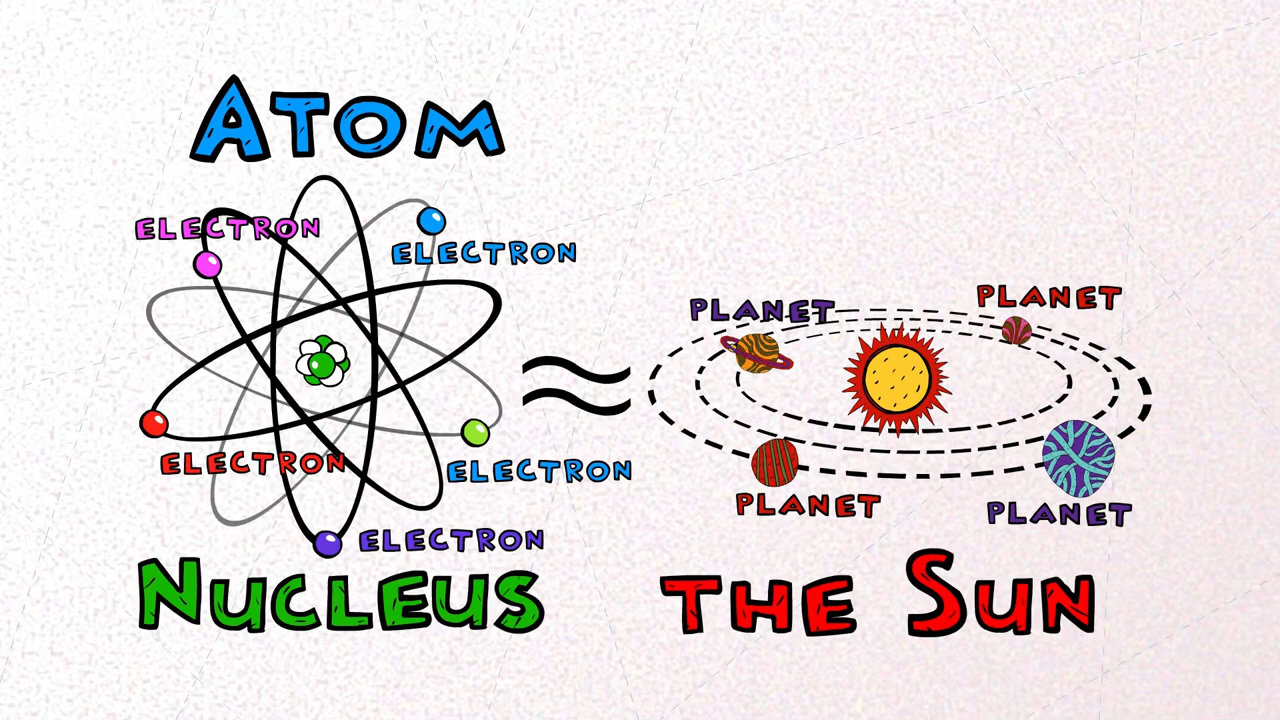 Atom
ELECTRON
ELECTRON
ELECTRON
ELECTRON
ELECTRON
Nucleus
≈
PLANET
PLANET
PLANET
PLANET
the Sun